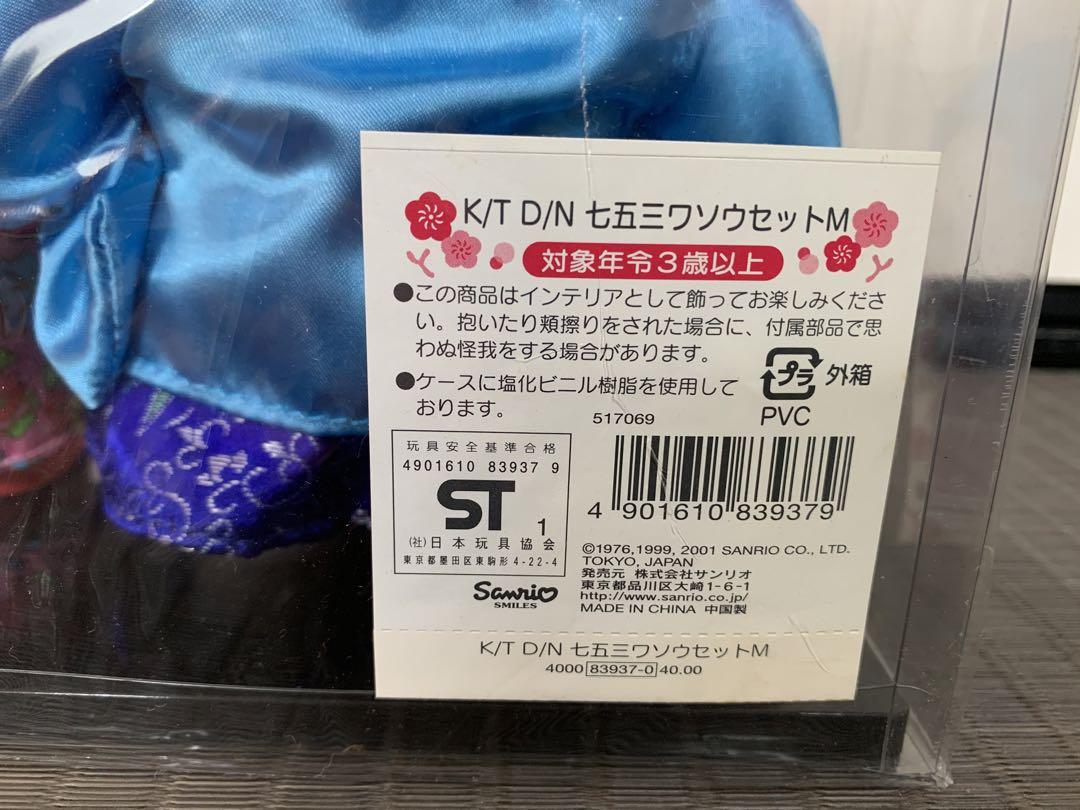 K/T D/N 七五三ワソウセットM
対象年令3歳以上
●この商品はインテリアとして飾ってお楽しみくださ
い。抱いたり頬擦りをされた場合に、付属部品で思
わぬ怪我をする場合があります。
●ケースに塩化ビニル樹脂を使用して
おります。
プラ 外箱
PVC
517069
玩具安全基準合格
4901610 83937 9
ST 1
(社)日本玩具協会
東京都墨田区東駒形4-22-4
Sanrio
SMILES
4 901610 839379
©1976,1999, 2001 SANRIO CO., LTD.
TOKYO, JAPAN
発売元 株式会社サンリオ
東京都品川区大崎1-6-1
http://www.sanrio.co.jp/
MADE IN CHINA 中国製
K/T D/N 七五三ワソウセットM
4000 83937-0 40.00